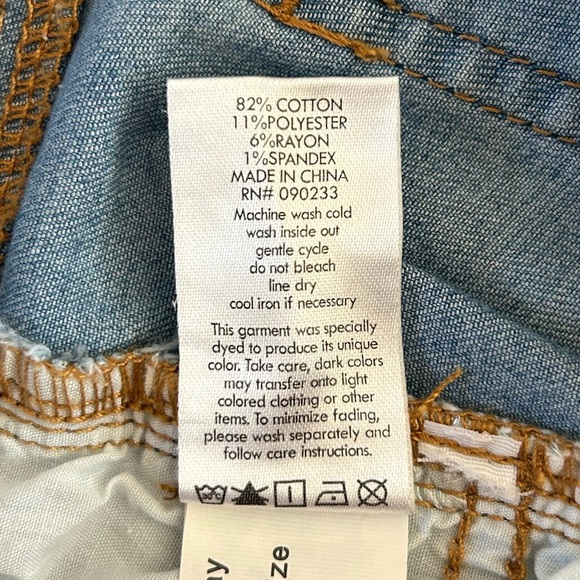 82% COTTON
11%POLYESTER
6%RAYON
1%SPANDEX
MADE IN CHINA
RN# 090233
Machine wash cold
wash inside out
gentle cycle
do not bleach
line dry
cool iron if necessary
This garment was specially
dyed to produce its unique
color. Take care, dark colors
may transfer onto light
colored clothing or other
items. To minimize fading,
please wash separately and
follow care instructions.
30°C
ay
ze